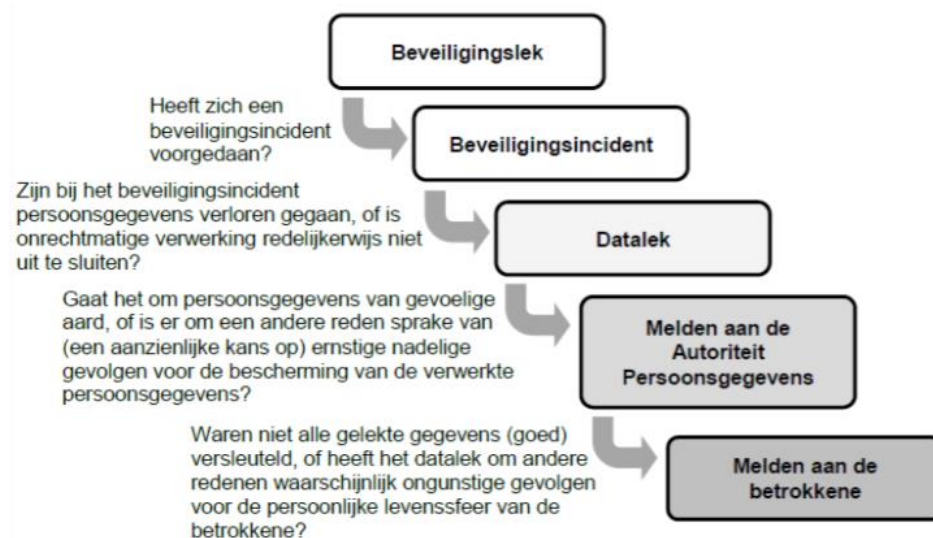 Beveiligingslek
Heeft zich een
beveiligingsincident
voorgedaan?
Beveiligingsincident
Zijn bij het beveiligingsincident
persoonsgegevens verloren gegaan, of is
onrechtmatige verwerking redelijkerwijs niet
uit te sluiten?
Datalek
Gaat het om persoonsgegevens van gevoelige
aard, of is er om een andere reden sprake van
(een aanzienlijke kans op) ernstige nadelige
gevolgen voor de bescherming van de verwerkte
persoonsgegevens?
Melden aan de
Autoriteit
Persoonsgegevens
Waren niet alle gelekte gegevens (goed)
versleuteld, of heeft het datalek om andere
redenen waarschijnlijk ongunstige gevolgen
voor de persoonlijke levenssfeer van de
betrokkene?
Melden aan de
betrokkene